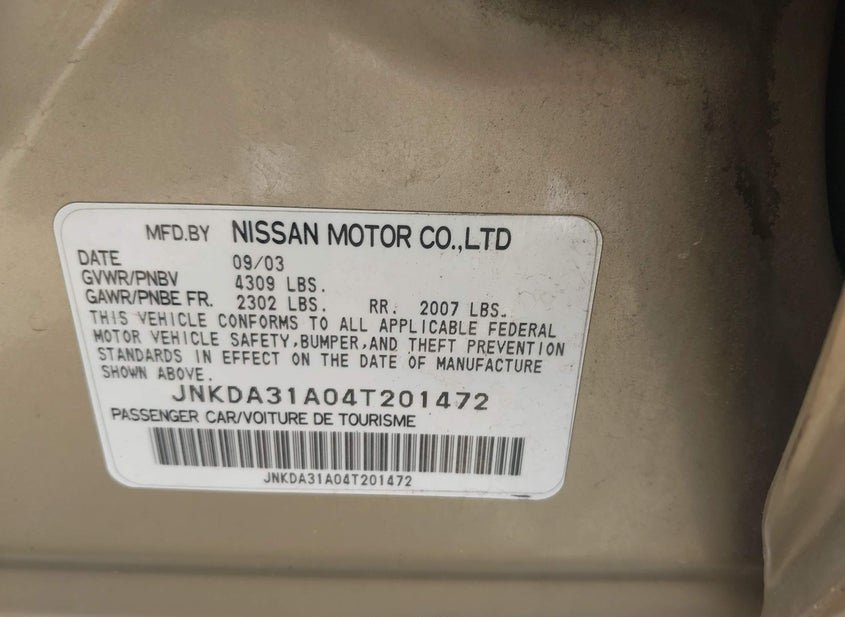 MFD.BY NISSAN MOTOR CO.,LTD
DATE 09/03
GVWR/PNBV 4309 LBS.
GAWR/PNBE FR. 2302 LBS. RR. 2007 LBS.
THIS VEHICLE CONFORMS TO ALL APPLICABLE FEDERAL
MOTOR VEHICLE SAFETY,BUMPER,AND THEFT PREVENTION
STANDARDS IN EFFECT ON THE DATE OF MANUFACTURE
SHOWN ABOVE.
JNKDA31A04T201472
PASSENGER CAR/VOITURE DE TOURISME
JNKDA31A04T201472